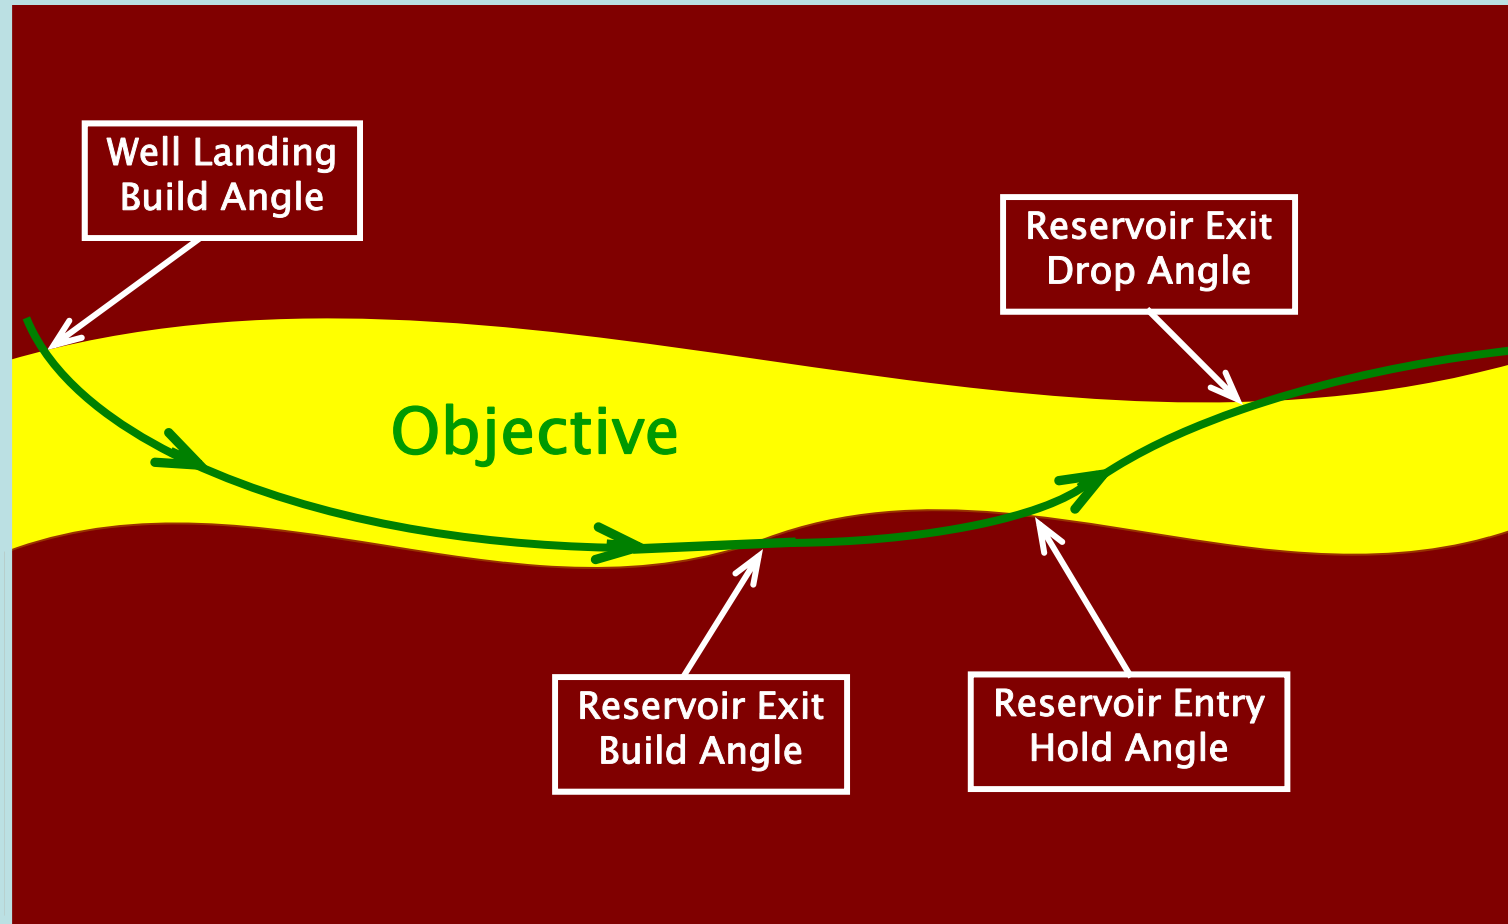 Well Landing
Build Angle
Reservoir Exit
Drop Angle
Objective
Reservoir Exit
Build Angle
Reservoir Entry
Hold Angle